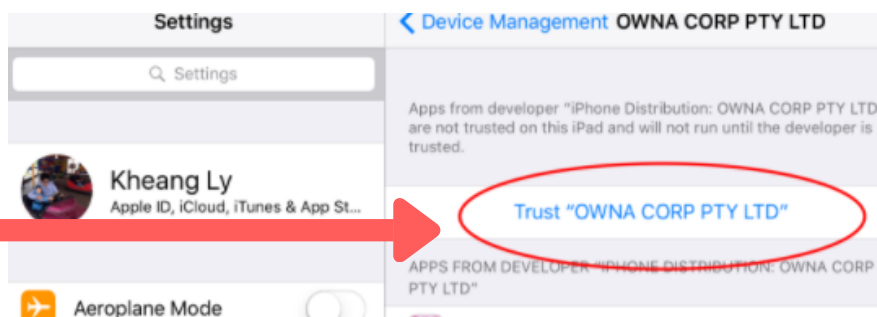 Settings
Settings
Kheang Ly
Apple ID, iCloud, iTunes & App St...
Aeroplane Mode
Device Management OWNA CORP PTY LTD
Apps from developer "iPhone Distribution: OWNA CORP PTY LTD
are not trusted on this iPad and will not run until the developer is
trusted.
Trust "OWNA CORP PTY LTD"
APPS FROM DEVELOPER "IPHONE DISTRIBUTION: OWNA CORP
PTY LTD"